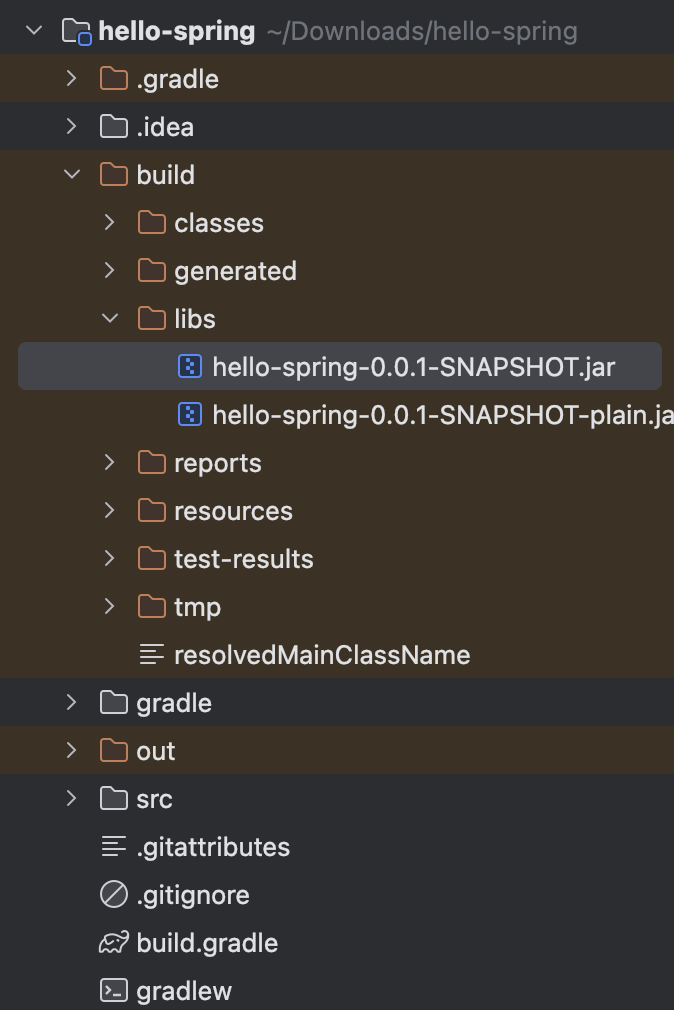 hello-spring ~/Downloads/hello-spring
.gradle
.idea
build
classes
generated
libs
hello-spring-0.0.1-SNAPSHOT.jar
hello-spring-0.0.1-SNAPSHOT-plain.ja
reports
resources
test-results
tmp
resolvedMainClassName
gradle
out
src
.gitattributes
.gitignore
build.gradle
gradlew